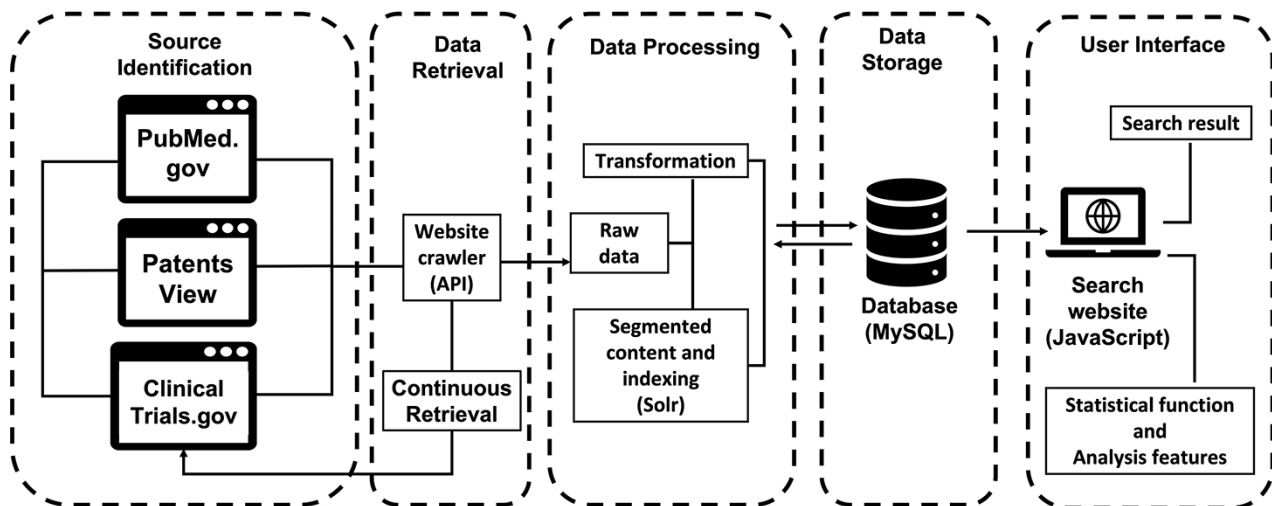 Source
Identification
PubMed.
gov
Patents
View
Clinical
Trials.gov
Data
Retrieval
Website
crawler
(API)
Continuous
Retrieval
Data Processing
Transformation
Raw
data
Segmented
content and
indexing
(Solr)
Data
Storage
Database
(MySQL)
User Interface
Search result
Search
website
(JavaScript)
Statistical function
and
Analysis features